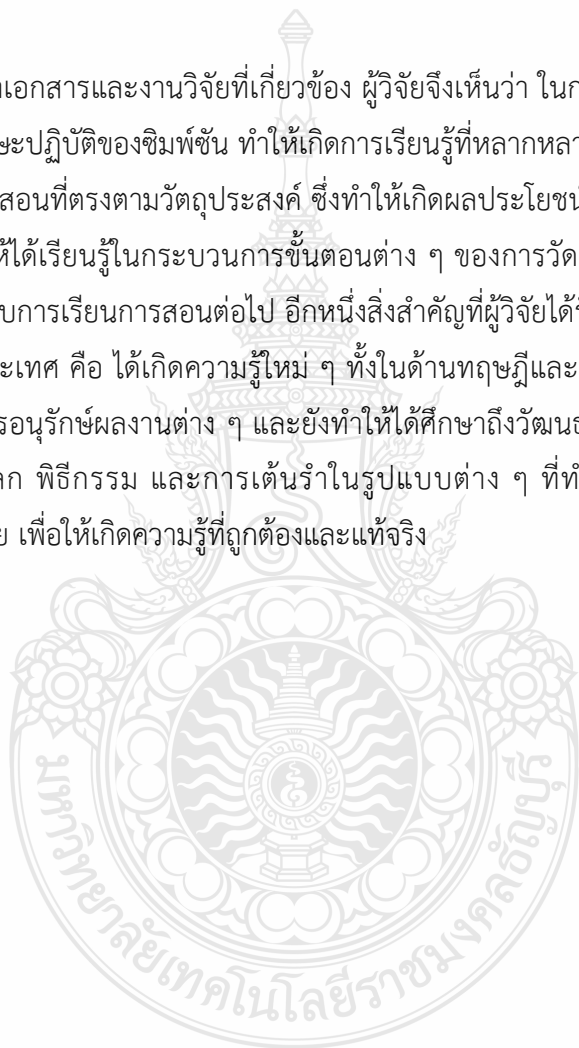 เอกสารและงานวิจัยที่เกี่ยวข้อง ผู้วิจัยจึงเห็นว่า ในก
ษะปฏิบัติของซิมพ์ซัน ทำให้เกิดการเรียนรู้ที่หลากหลา
สอนที่ตรงตามวัตถุประสงค์ ซึ่งทำให้เกิดผลประโยชน์
ห้ได้เรียนรู้ในกระบวนการขั้นตอนต่าง ๆ ของการวัด
บการเรียนการสอนต่อไป อีกหนึ่งสิ่งสำคัญที่ผู้วิจัยได้
ะเทศ คือ ได้เกิดความรู้ใหม่ ๆ ทั้งในด้านทฤษฎีและ
รอนุรักษ์ผลงานต่าง ๆ และยังทำให้ได้ศึกษาถึงวัฒน
ลก พิธีกรรม และการเต้นรำในรูปแบบต่าง ๆ ที่ทำ
ย เพื่อให้เกิดความรู้ที่ถูกต้องและแท้จริง
มหาวิทยาลัยเทคโนโลยีราชมงคลธัญบุรี